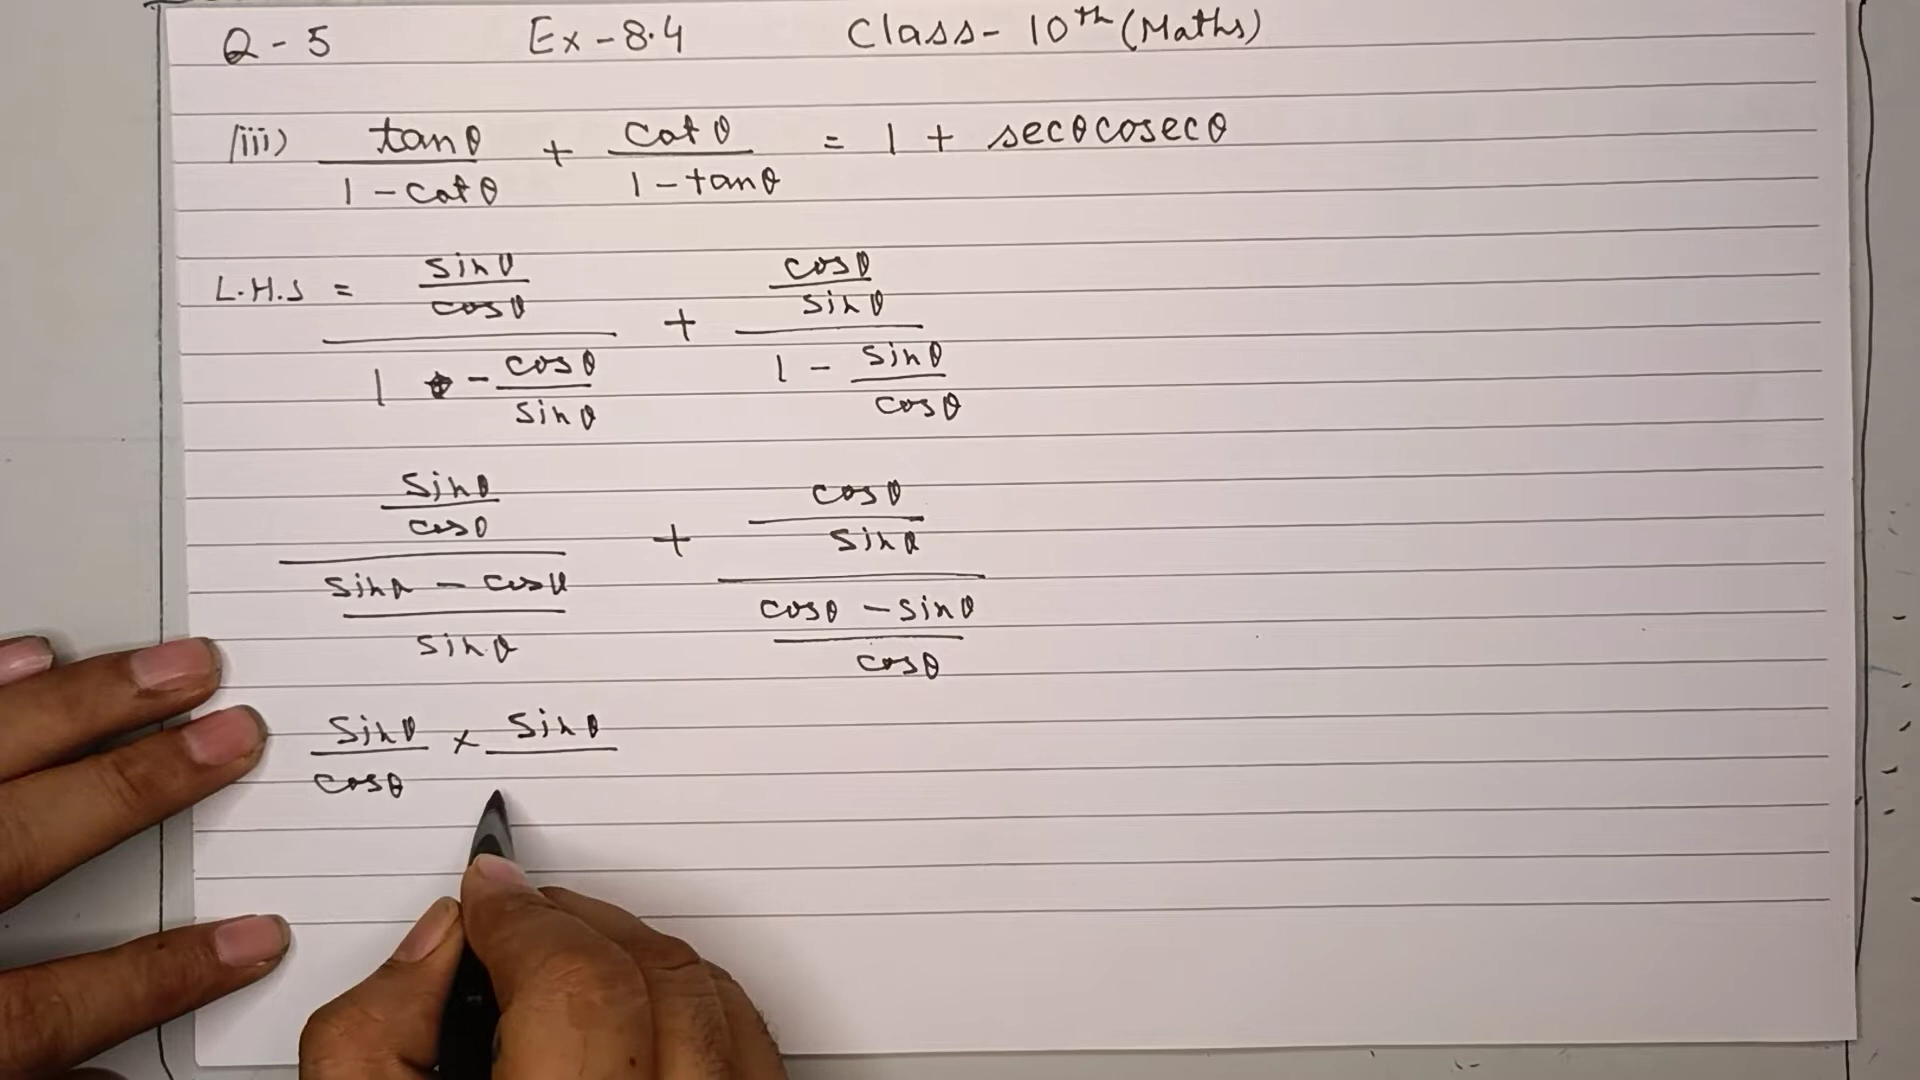 Q - 5 Ex - 8.4 Class - 10th (Maths)
(iii) tanθ / 1 - cotθ + cotθ / 1 - tanθ = 1 + secθ cosecθ
L.H.S = sinθ/cosθ / 1 - cosθ/sinθ + cosθ/sinθ / 1 - sinθ/cosθ
sinθ/cosθ / sinθ - cosθ/sinθ + cosθ/sinθ / cosθ - sinθ/cosθ
sinθ/cosθ × sinθ/